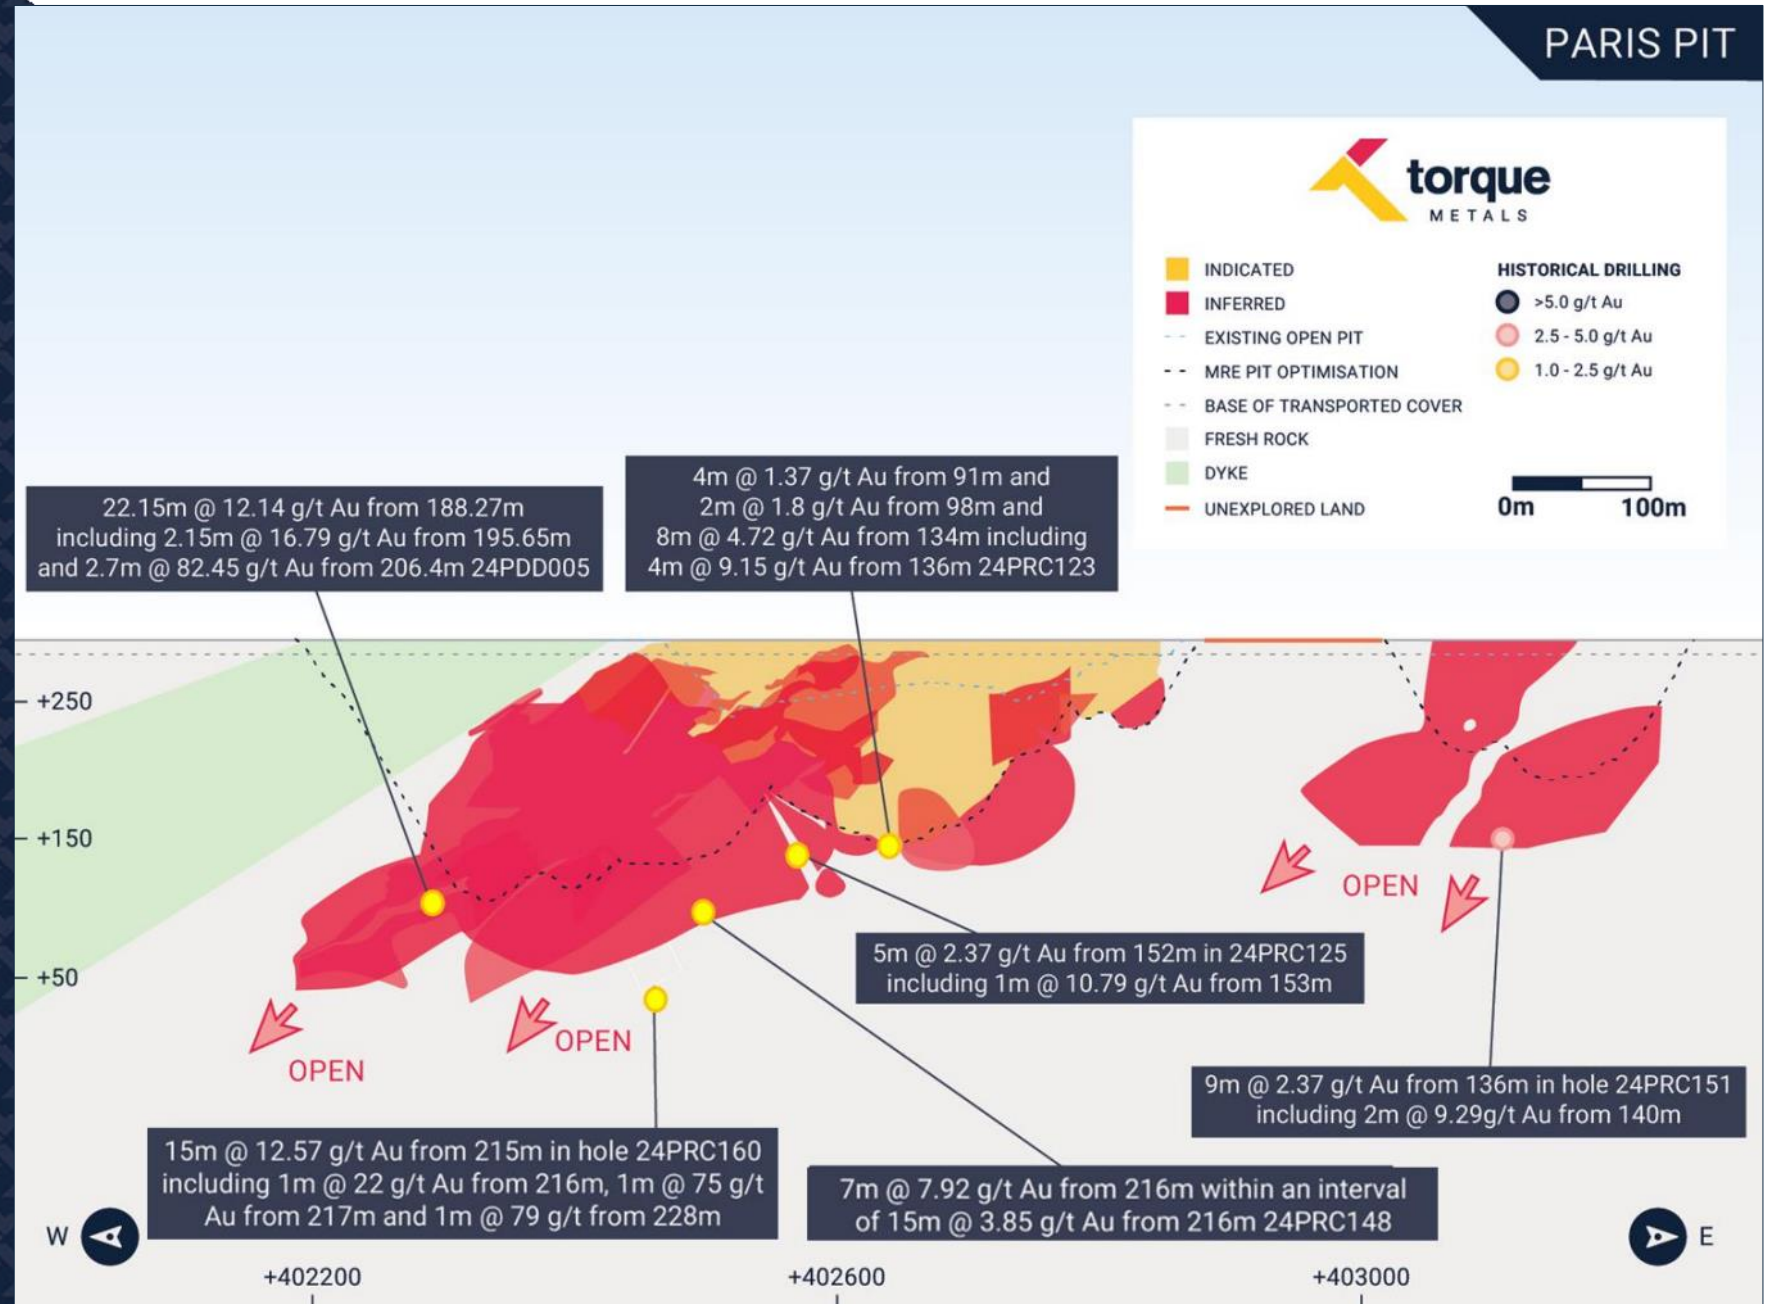 PARIS PIT
torque
METALS
INDICATED
INFERRED
EXISTING OPEN PIT
MRE PIT OPTIMISATION
BASE OF TRANSPORTED COVER
FRESH ROCK
DYKE
UNEXPLORED LAND
HISTORICAL DRILLING
>5.0 g/t Au
2.5 - 5.0 g/t Au
1.0 - 2.5 g/t Au
0m 100m
22.15m @ 12.14 g/t Au from 188.27m
including 2.15m @ 16.79 g/t Au from 195.65m
and 2.7m @ 82.45 g/t Au from 206.4m 24PDD005
4m @ 1.37 g/t Au from 91m and
2m @ 1.8 g/t Au from 98m and
8m @ 4.72 g/t Au from 134m including
4m @ 9.15 g/t Au from 136m 24PRC123
+250
+150
+50
OPEN
OPEN
OPEN
5m @ 2.37 g/t Au from 152m in 24PRC125
including 1m @ 10.79 g/t Au from 153m
9m @ 2.37 g/t Au from 136m in hole 24PRC151
including 2m @ 9.29g/t Au from 140m
15m @ 12.57 g/t Au from 215m in hole 24PRC160
including 1m @ 22 g/t Au from 216m, 1m @ 75 g/t
Au from 217m and 1m @ 79 g/t from 228m
7m @ 7.92 g/t Au from 216m within an interval
of 15m @ 3.85 g/t Au from 216m 24PRC148
W
E
+402200
+402600
+403000